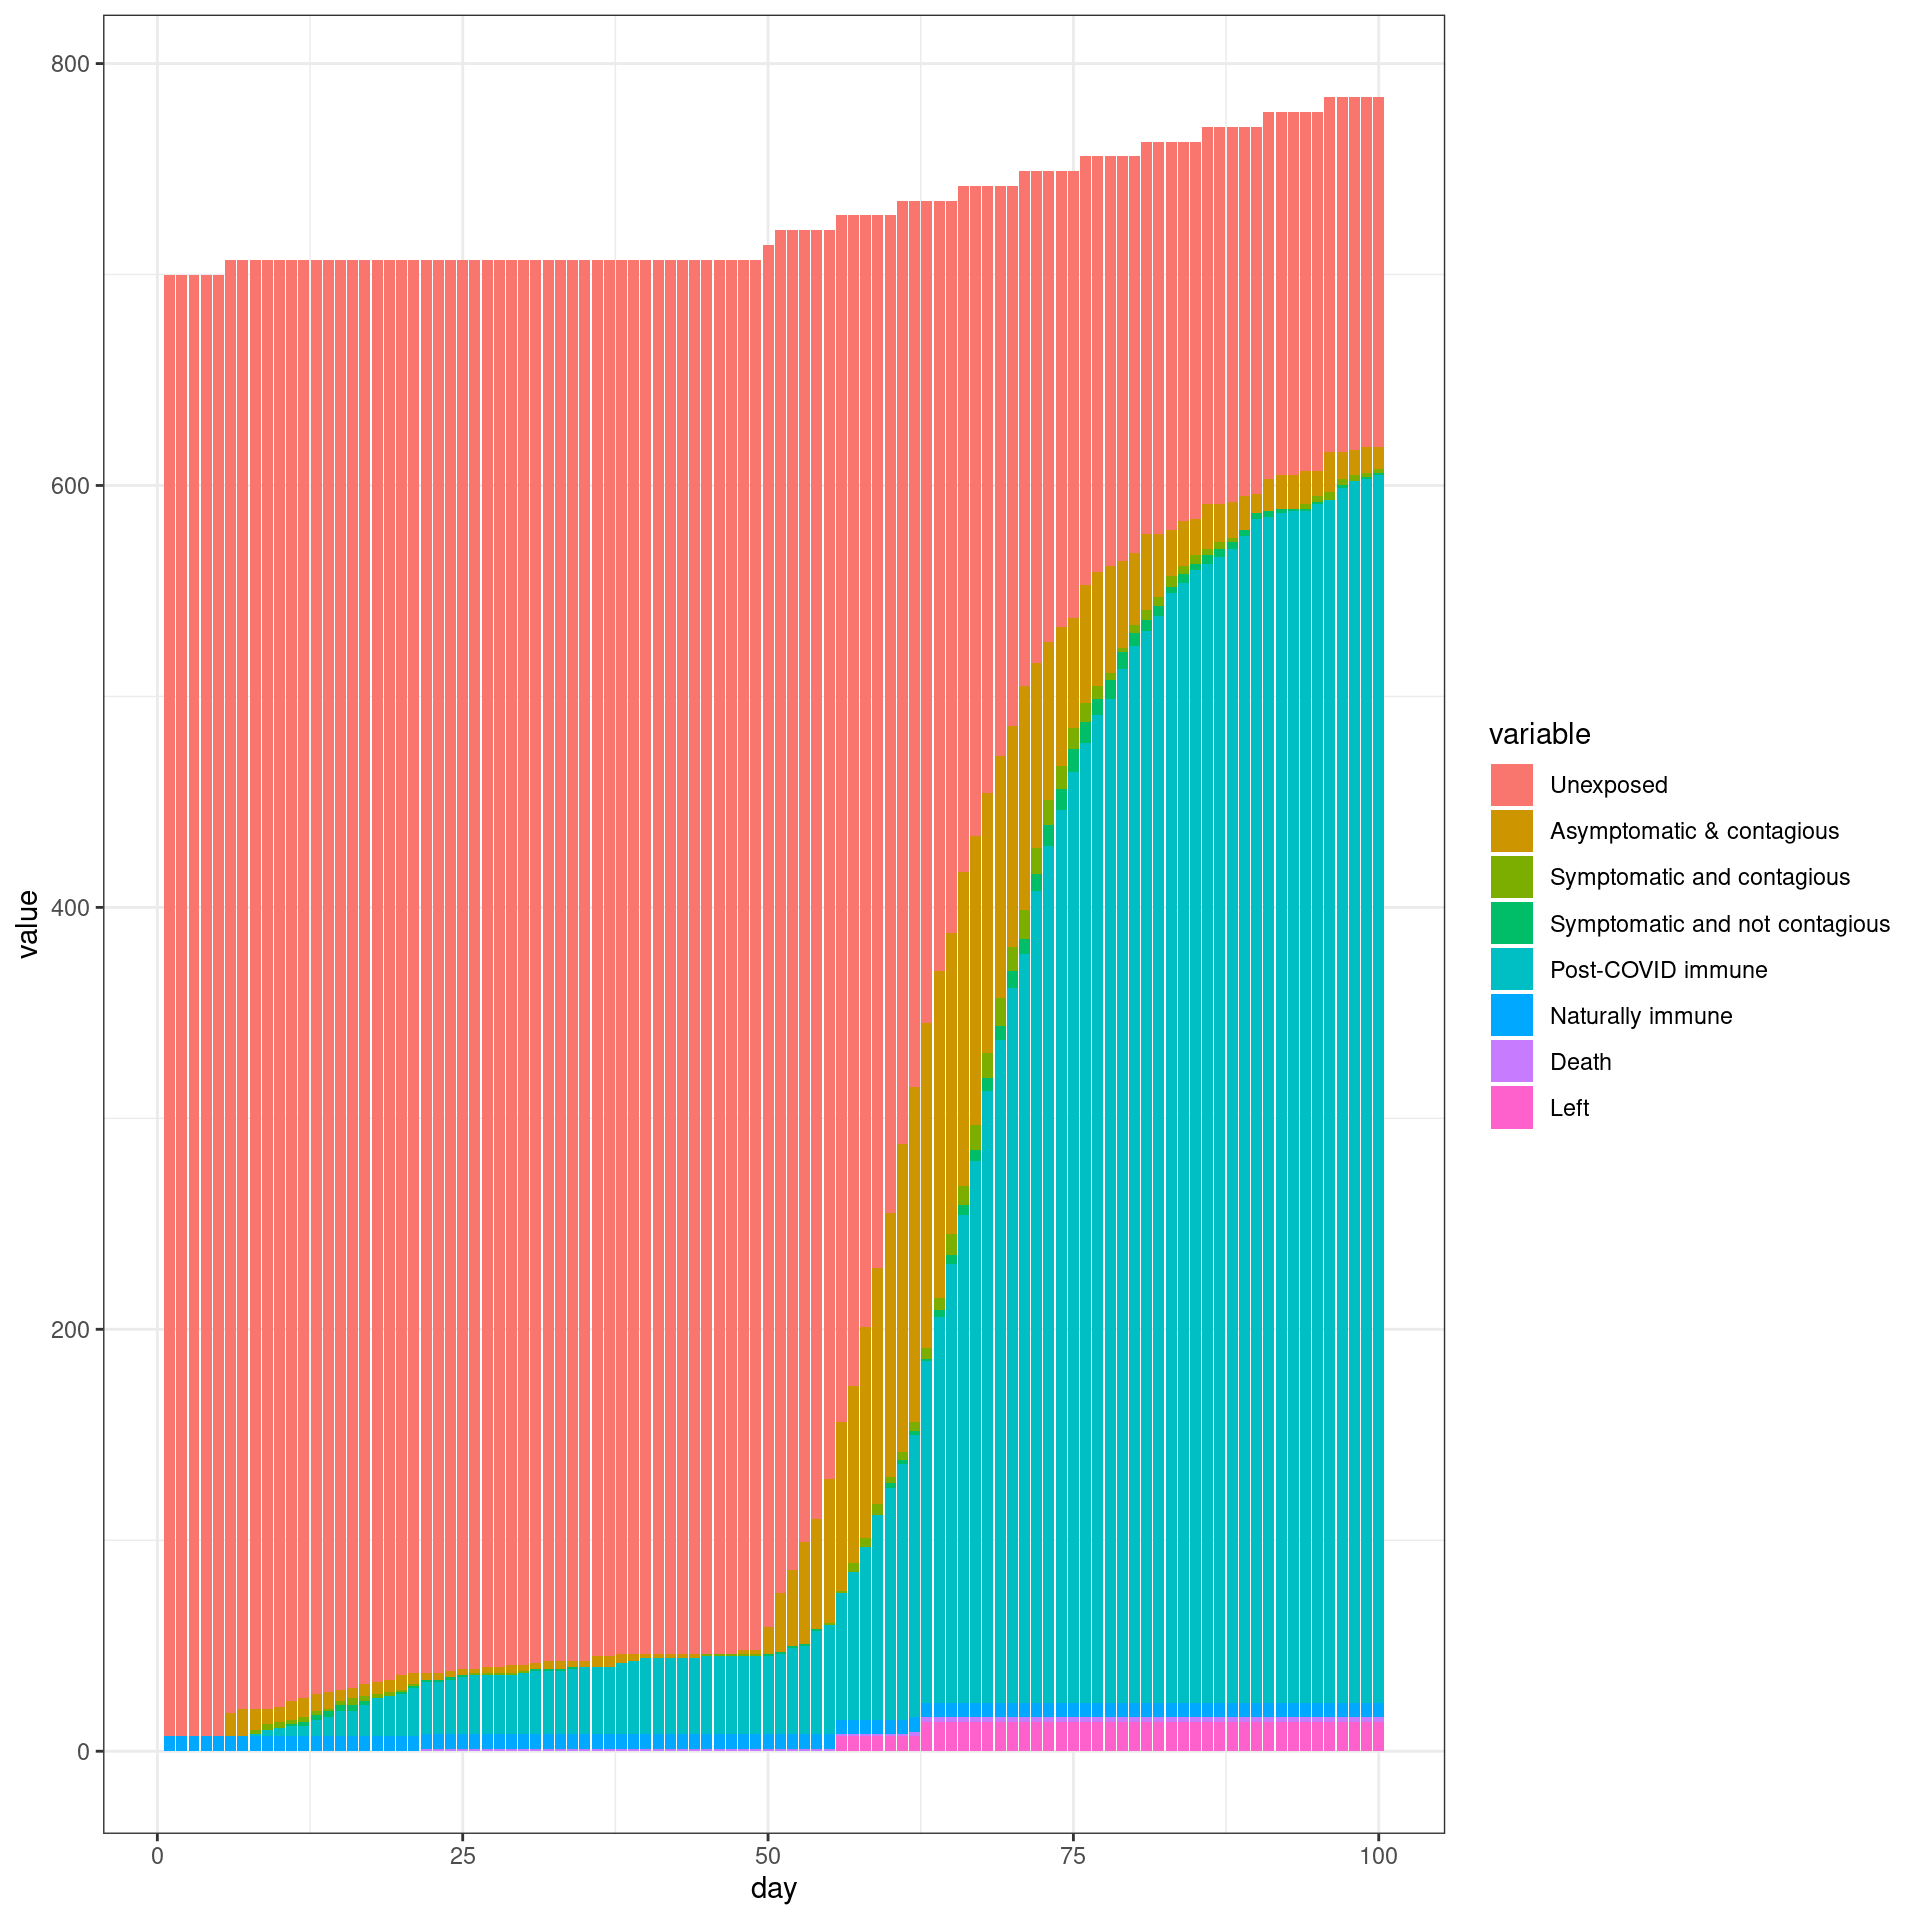 800
600
400
200
0
value
0 25 50 75 100
day
variable
Unexposed
Asymptomatic & contagious
Symptomatic and contagious
Symptomatic and not contagious
Post-COVID immune
Naturally immune
Death
Left